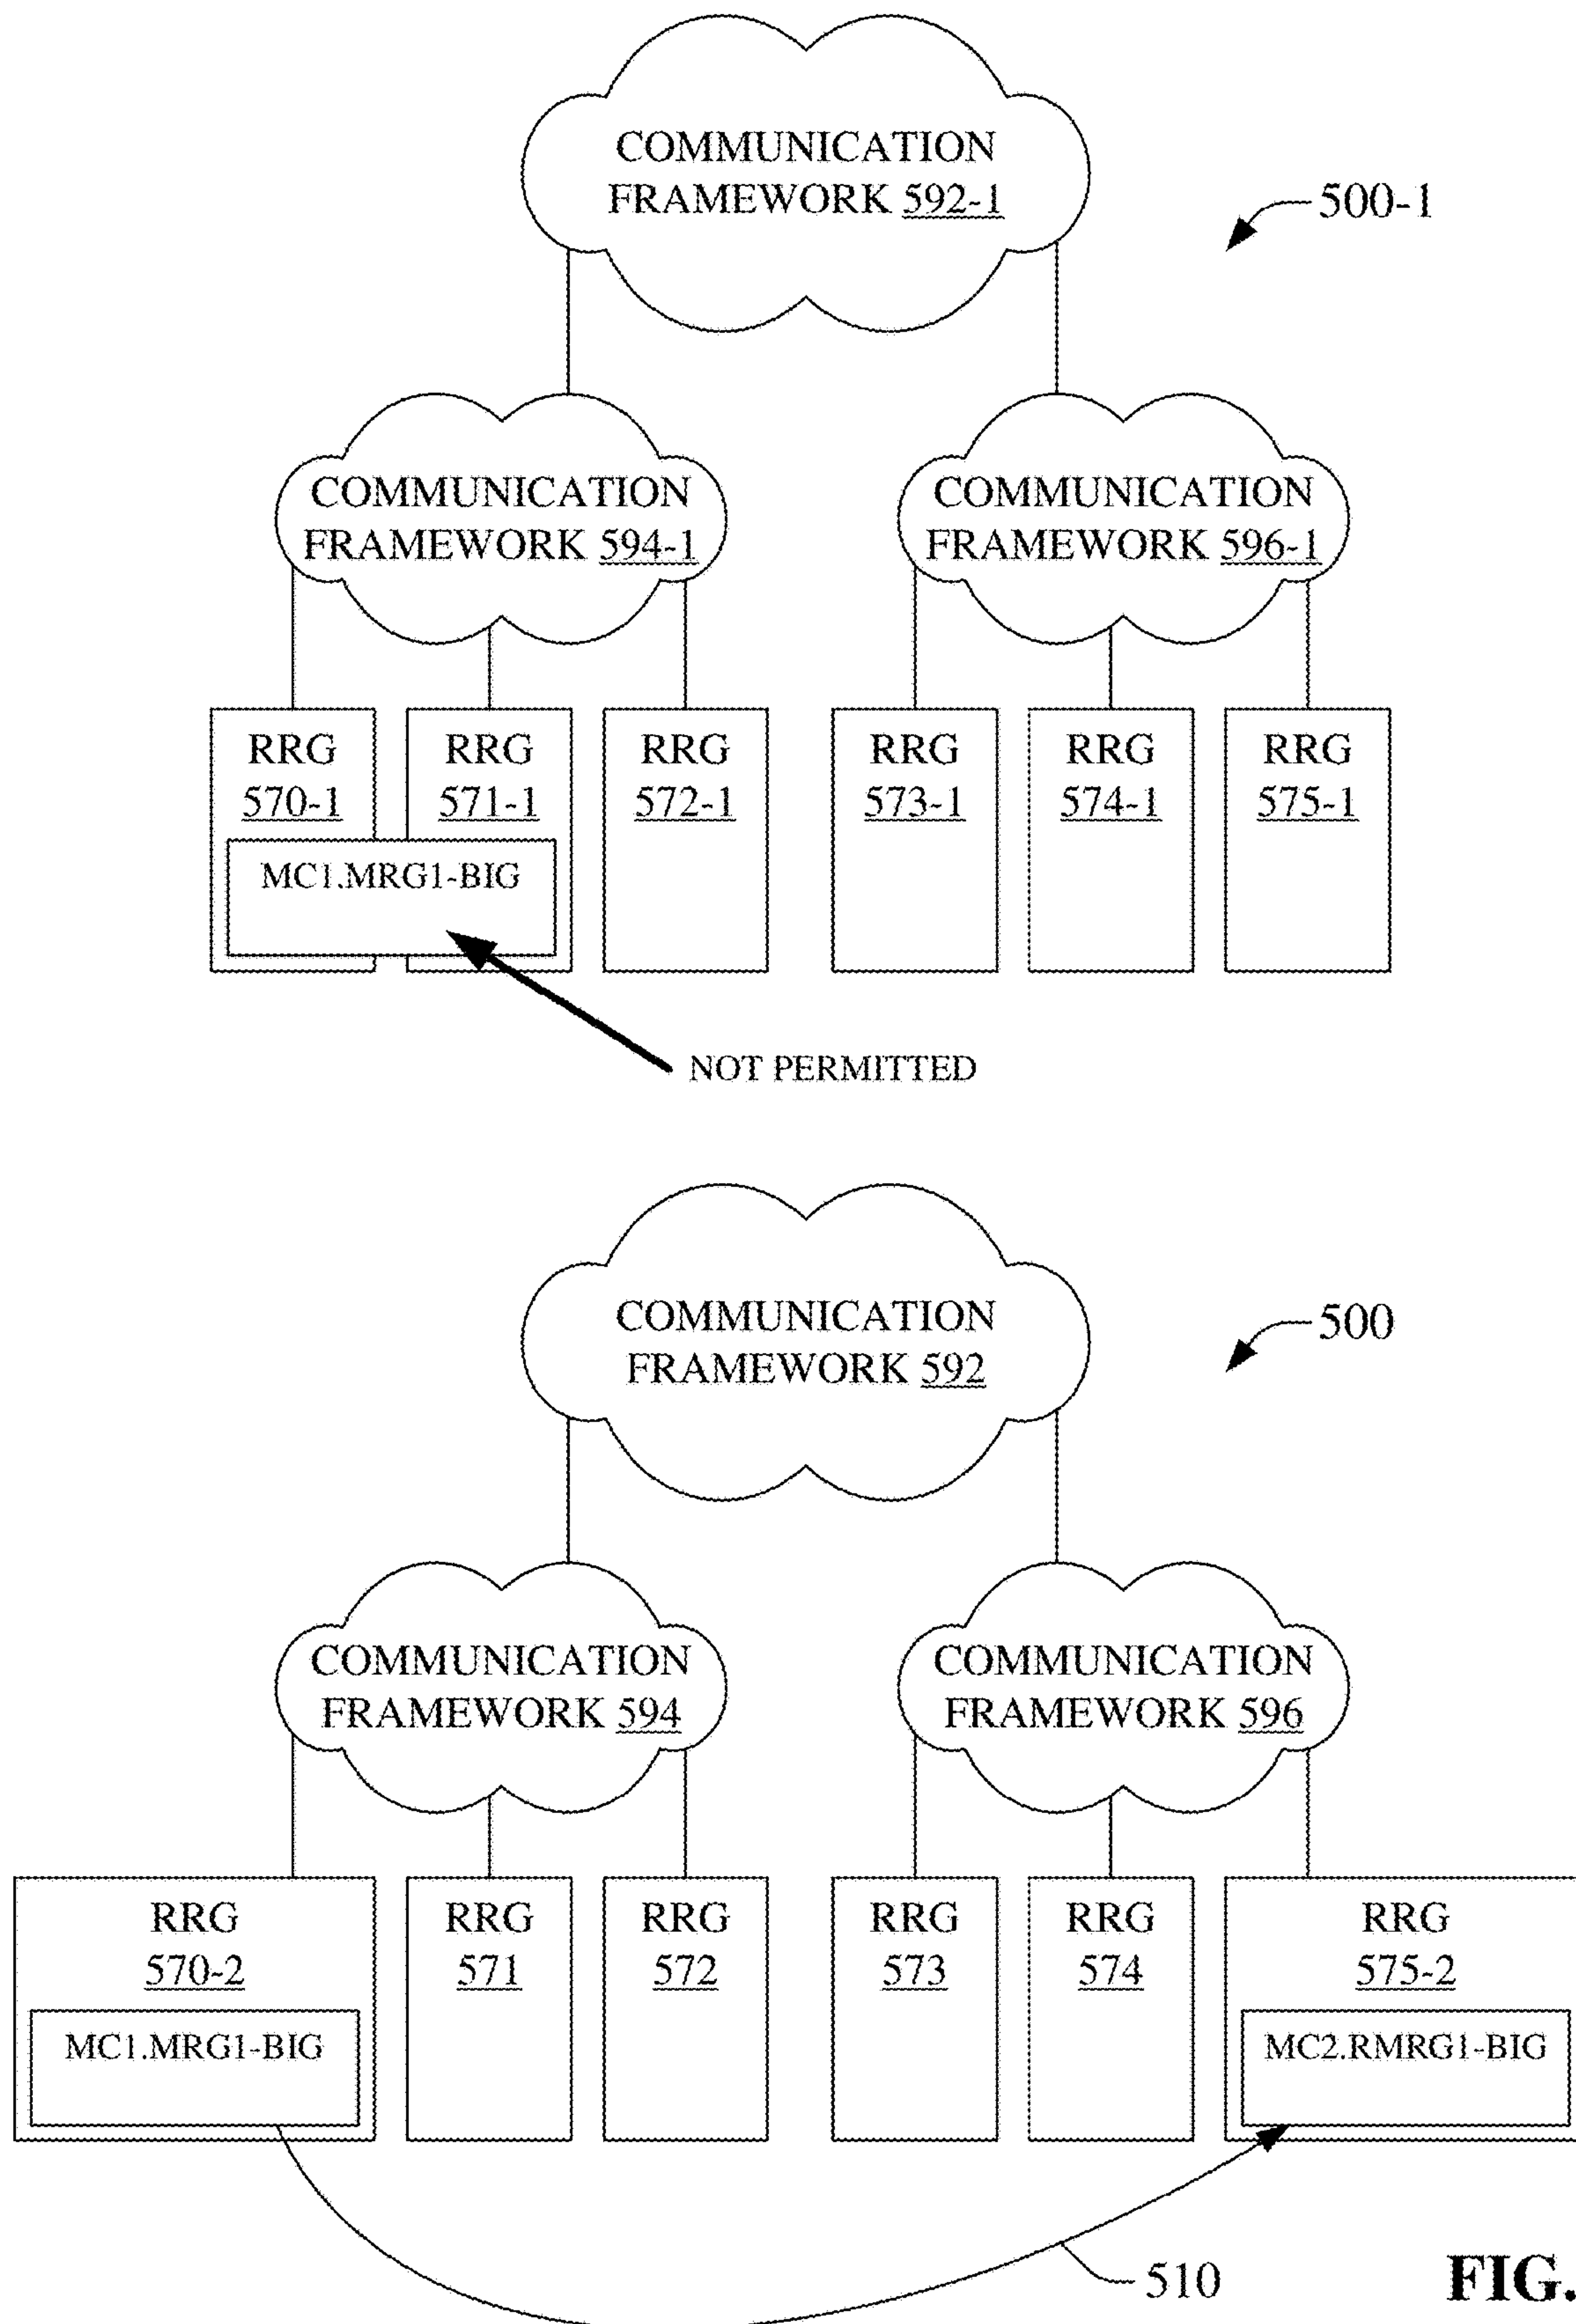 COMMUNICATION
FRAMEWORK 592-1
500-1
COMMUNICATION
FRAMEWORK 594-1
COMMUNICATION
FRAMEWORK 596-1
RRG
570-1
RRG
571-1
RRG
572-1
RRG
573-1
RRG
574-1
RRG
575-1
MC1.MRG1-BIG
NOT PERMITTED
COMMUNICATION
FRAMEWORK 592
500
COMMUNICATION
FRAMEWORK 594
COMMUNICATION
FRAMEWORK 596
RRG
570-2
RRG
571
RRG
572
RRG
573
RRG
574
RRG
575-2
MC1.MRG1-BIG
MC2.RMRG1-BIG
510
FIG.